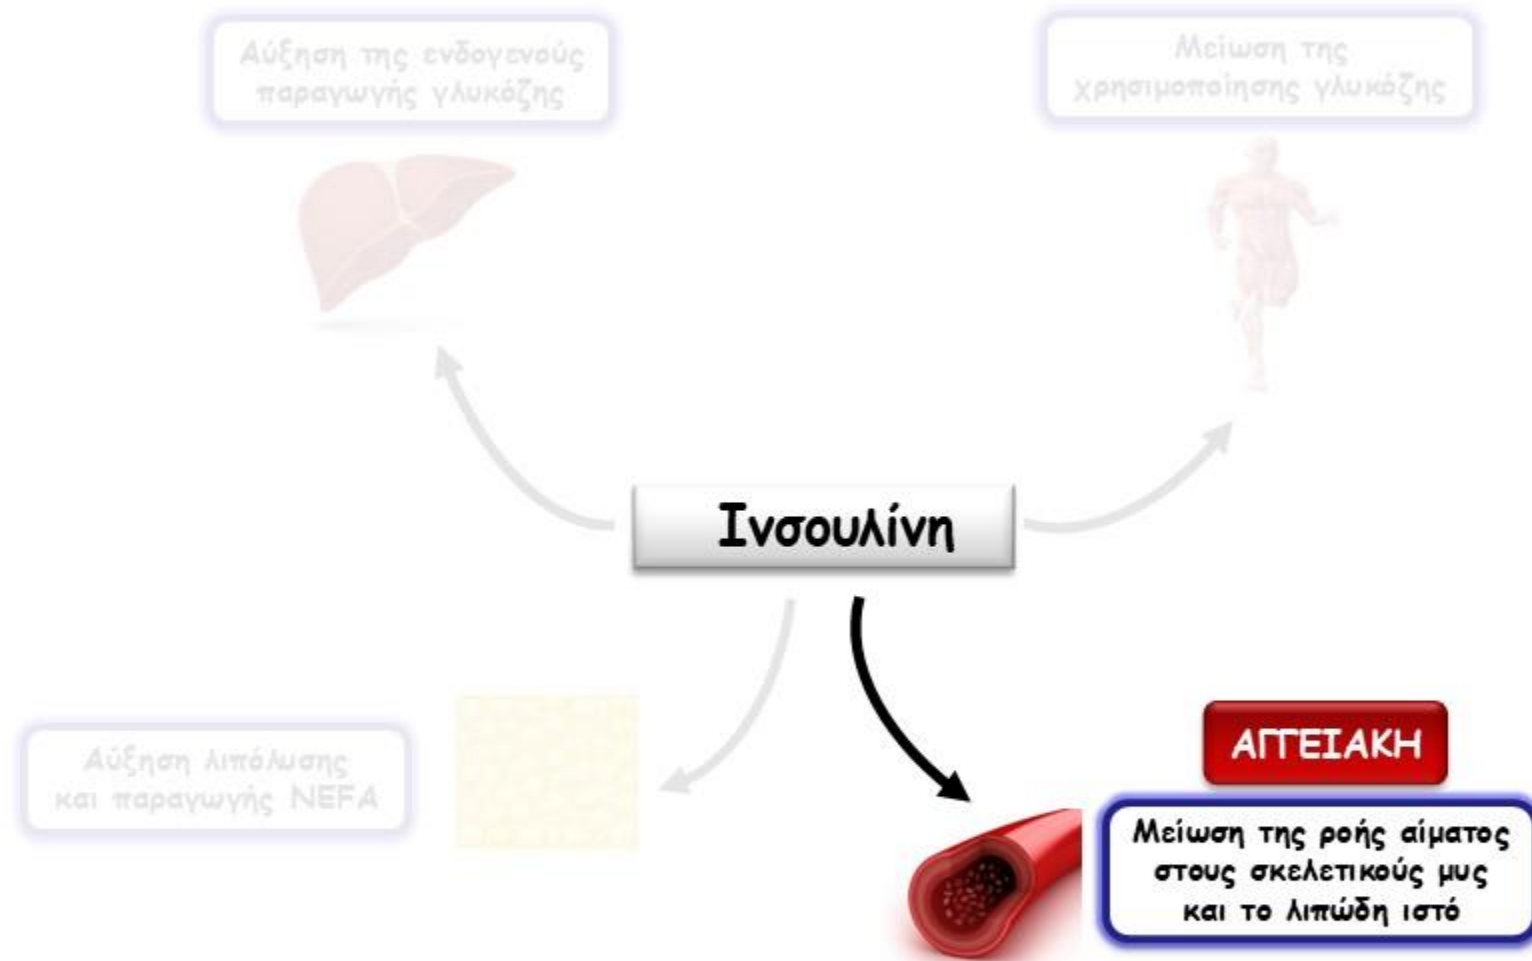 Αύξηση της ενδογενούς
παραγωγής γλυκόζης
Μείωση της
χρησιμοποίησης γλυκόζης
Ινσουλίνη
Αύξηση λιπόλυσης
και παραγωγής NEFA
ΑΓΓΕΙΑΚΗ
Μείωση της ροής αίματος
στους σκελετικούς μυς
και το λιπώδη ιστό